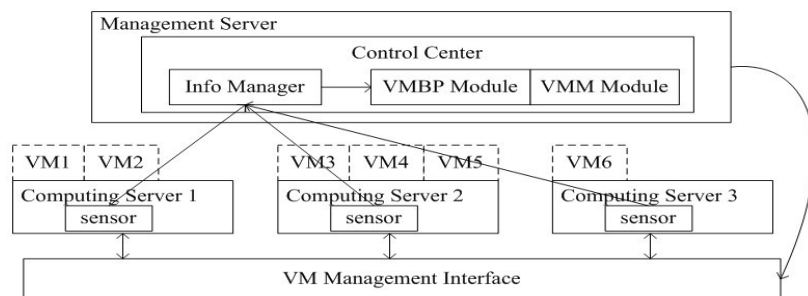 Management Server
Control Center
Info Manager
VMBP Module
VMM Module
VM1
VM2
VM3
VM4
VM5
VM6
Computing Server 1
Computing Server 2
Computing Server 3
sensor
sensor
sensor
VM Management Interface